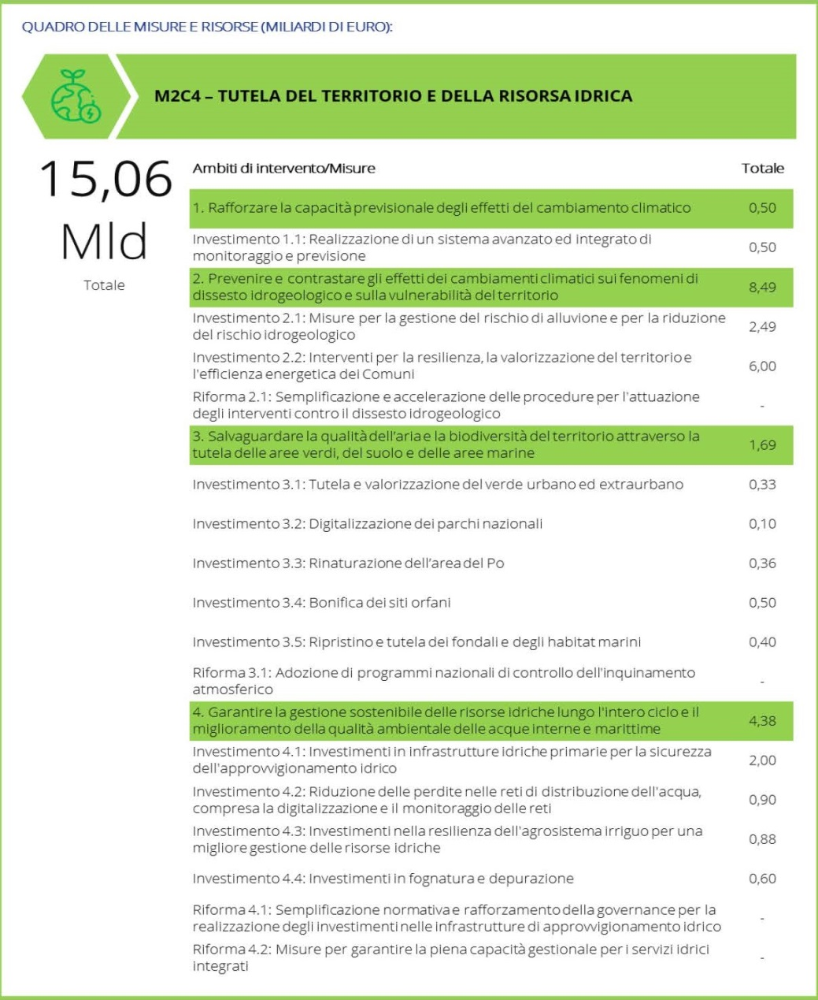 QUADRO DELLE MISURE E RISORSE (MILIARDI DI EURO):
M2C4 – TUTELA DEL TERRITORIO E DELLA RISORSA IDRICA
15,06
Mld
Totale
Ambiti di intervento/Misure Totale
1. Rafforzare la capacità previsionale degli effetti del cambiamento climatico 0,50
Investimento 1.1: Realizzazione di un sistema avanzato ed integrato di
monitoraggio e previsione 0,50
2. Prevenire e contrastare gli effetti dei cambiamenti climatici sui fenomeni di
dissesto idrogeologico e sulla vulnerabilità del territorio 8,49
Investimento 2.1: Misure per la gestione del rischio di alluvione e per la riduzione
del rischio idrogeologico 2,49
Investimento 2.2: Interventi per la resilienza, la valorizzazione del territorio e
l'efficienza energetica dei Comuni 6,00
Riforma 2.1: Semplificazione e accelerazione delle procedure per l'attuazione
degli interventi contro il dissesto idrogeologico -
3. Salvaguardare la qualità dell’aria e la biodiversità del territorio attraverso la
tutela delle aree verdi, del suolo e delle aree marine 1,69
Investimento 3.1: Tutela e valorizzazione del verde urbano ed extraurbano 0,33
Investimento 3.2: Digitalizzazione dei parchi nazionali 0,10
Investimento 3.3: Rinaturazione dell’area del Po 0,36
Investimento 3.4: Bonifica dei siti orfani 0,50
Investimento 3.5: Ripristino e tutela dei fondali e degli habitat marini 0,40
Riforma 3.1: Adozione di programmi nazionali di controllo dell'inquinamento
atmosferico -
4. Garantire la gestione sostenibile delle risorse idriche lungo l'intero ciclo e il
miglioramento della qualità ambientale delle acque interne e marittime 4,38
Investimento 4.1: Investimenti in infrastrutture idriche primarie per la sicurezza
dell'approvvigionamento idrico 2,00
Investimento 4.2: Riduzione delle perdite nelle reti di distribuzione dell'acqua,
compresa la digitalizzazione e il monitoraggio delle reti 0,90
Investimento 4.3: Investimenti nella resilienza dell'agrosistema irriguo per una
migliore gestione delle risorse idriche 0,88
Investimento 4.4: Investimenti in fognatura e depurazione 0,60
Riforma 4.1: Semplificazione normativa e rafforzamento della governance per la
realizzazione degli investimenti nelle infrastrutture di approvvigionamento idrico -
Riforma 4.2: Misure per garantire la piena capacità gestionale per i servizi idrici
integrati -